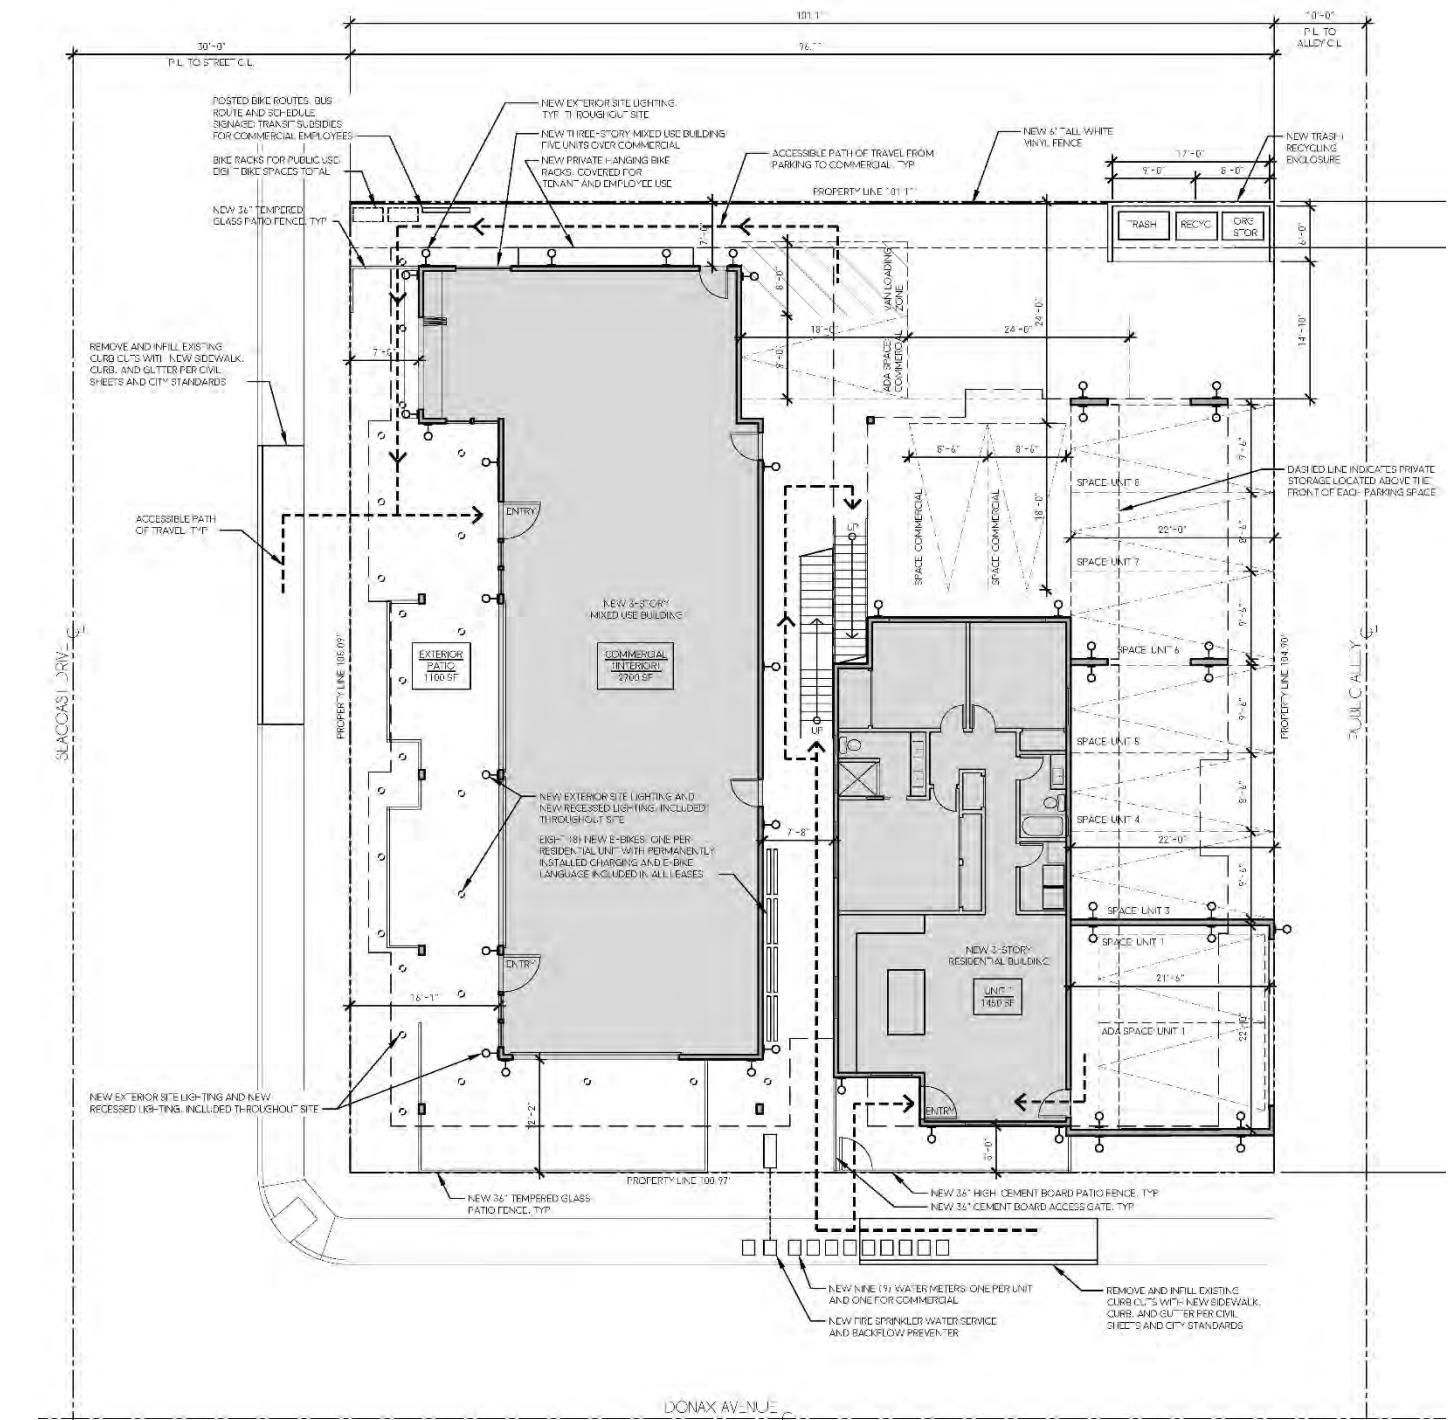 101.1'
10'-0"
P.L. TO
ALLEY C.L.
30'-0"
P.L. TO STREET C.L.
POSTED BIKE ROUTES, BUS
ROUTE AND SCHEDULE
SIGNAGE; TRANSIT SUBSIDIES
FOR COMMERCIAL EMPLOYEES
BIKE RACKS FOR PUBLIC USE,
EIGHT BIKE SPACES TOTAL
NEW 36" TEMPERED
GLASS PATIO FENCE, TYP
NEW EXTERIOR SITE LIGHTING,
TYP THROUGHOUT SITE
NEW THREE-STORY MIXED USE BUILDING
FIVE UNITS OVER COMMERCIAL
NEW PRIVATE HANGING BIKE
RACKS, COVERED FOR
TENANT AND EMPLOYEE USE
ACCESSIBLE PATH OF TRAVEL FROM
PARKING TO COMMERCIAL, TYP
NEW 6' TALL WHITE
VINYL FENCE
NEW TRASH/
RECYCLING
ENCLOSURE
17'-0"
9'-0"
8'-0"
PROPERTY LINE 101.1'
TRASH
RECYC
ORG
STOR
6'-0"
14'-10"
7'-0"
8'-0"
VAN LOADING
ZONE
18'-0"
24'-0"
24'-0"
9'-0"
ADA SPACE
COMMERCIAL
REMOVE AND INFILL EXISTING
CURB CUTS WITH NEW SIDEWALK,
CURB, AND GUTTER PER CIVIL
SHEETS AND CITY STANDARDS
8'-6"
8'-6"
SPACE COMMERCIAL
SPACE COMMERCIAL
18'-0"
DASHED LINE INDICATES PRIVATE
STORAGE LOCATED ABOVE THE
FRONT OF EACH PARKING SPACE
9'-6"
SPACE UNIT 8
22'-0"
8'-6"
SPACE UNIT 7
9'-6"
SPACE UNIT 6
ACCESSIBLE PATH
OF TRAVEL, TYP
ENTRY
UP
NEW 3-STORY
MIXED USE BUILDING
COMMERCIAL
(INTERIOR)
2700 SF
EXTERIOR
PATIO
1100 SF
PROPERTY LINE 105.09'
SEACOAST DRIVE
PROPERTY LINE 104.90'
PUBLIC ALLEY
UP
9'-6"
SPACE UNIT 5
8'-6"
SPACE UNIT 4
22'-0"
9'-6"
SPACE UNIT 3
NEW EXTERIOR SITE LIGHTING AND
NEW RECESSED LIGHTING, INCLUDED
THROUGHOUT SITE
EIGHT (8) NEW E-BIKES, ONE PER
RESIDENTIAL UNIT WITH PERMANENTLY
INSTALLED CHARGING AND E-BIKE
LANGUAGE INCLUDED IN ALL LEASES
7'-8"
NEW 3-STORY
RESIDENTIAL BUILDING
UNIT 1
1450 SF
SPACE UNIT 1
21'-6"
ADA SPACE UNIT 1
ENTRY
16'-1"
12'-2"
ENTRY
6'-0"
NEW EXTERIOR SITE LIGHTING AND NEW
RECESSED LIGHTING, INCLUDED THROUGHOUT SITE
PROPERTY LINE 100.97'
NEW 36" TEMPERED GLASS
PATIO FENCE, TYP
NEW 36" HIGH CEMENT BOARD PATIO FENCE, TYP
NEW 36" CEMENT BOARD ACCESS GATE, TYP
NEW NINE (9) WATER METERS, ONE PER UNIT
AND ONE FOR COMMERCIAL
NEW FIRE SPRINKLER WATER SERVICE
AND BACKFLOW PREVENTER
REMOVE AND INFILL EXISTING
CURB CUTS WITH NEW SIDEWALK,
CURB, AND GUTTER PER CIVIL
SHEETS AND CITY STANDARDS
DONAX AVENUE